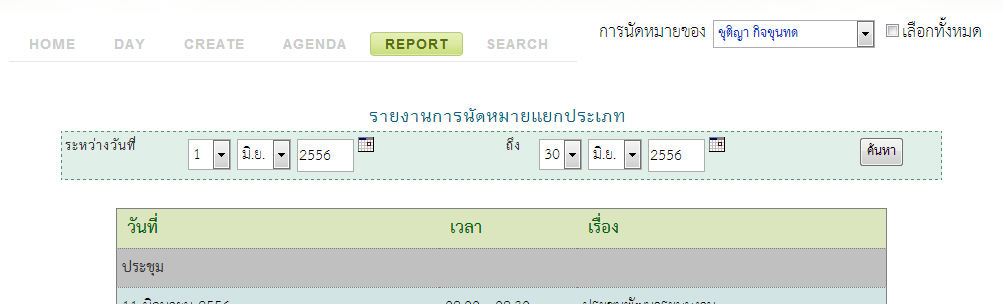 HOME DAY CREATE AGENDA REPORT SEARCH การนัดหมายของ ชุติญา กิจขุนทด เลือกทั้งหมด
รายงานการนัดหมายแยกประเภท
ระหว่างวันที่ 1 มิ.ย. 2556 ถึง 30 มิ.ย. 2556 ค้นหา
วันที่ เวลา เรื่อง
ประชุม